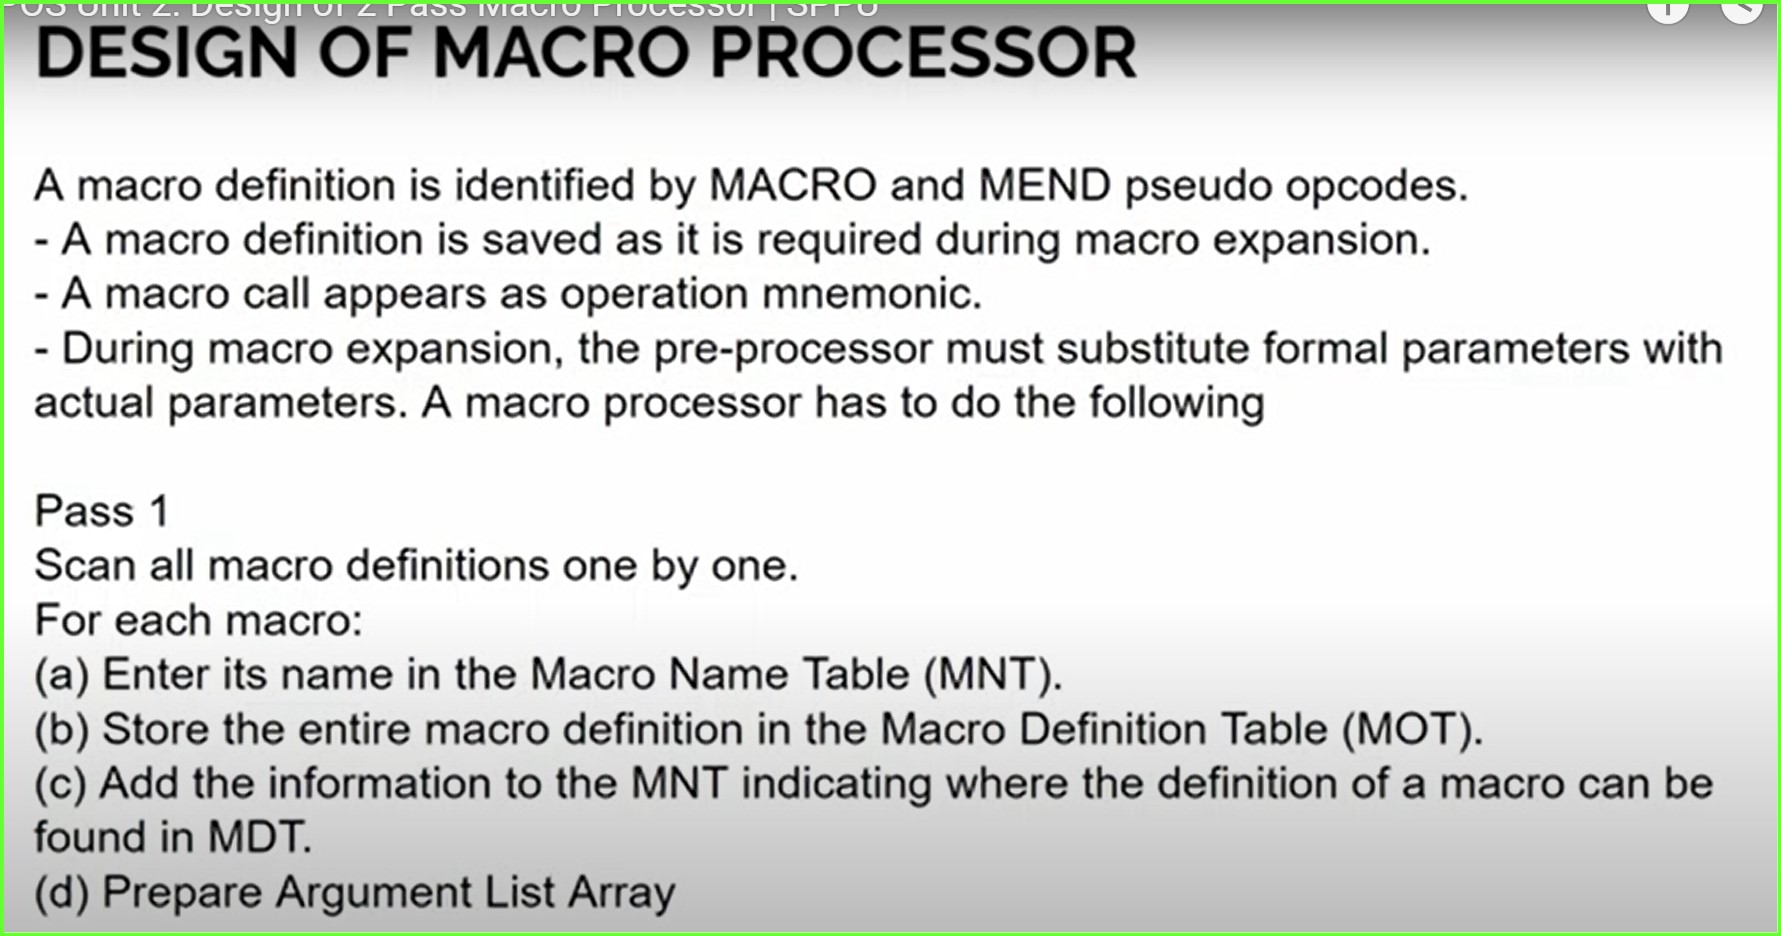 OS Unit 2: Design of 2 Pass Macro Processor | SPPU
DESIGN OF MACRO PROCESSOR
A macro definition is identified by MACRO and MEND pseudo opcodes.
- A macro definition is saved as it is required during macro expansion.
- A macro call appears as operation mnemonic.
- During macro expansion, the pre-processor must substitute formal parameters with
actual parameters. A macro processor has to do the following
Pass 1
Scan all macro definitions one by one.
For each macro:
(a) Enter its name in the Macro Name Table (MNT).
(b) Store the entire macro definition in the Macro Definition Table (MOT).
(c) Add the information to the MNT indicating where the definition of a macro can be
found in MDT.
(d) Prepare Argument List Array